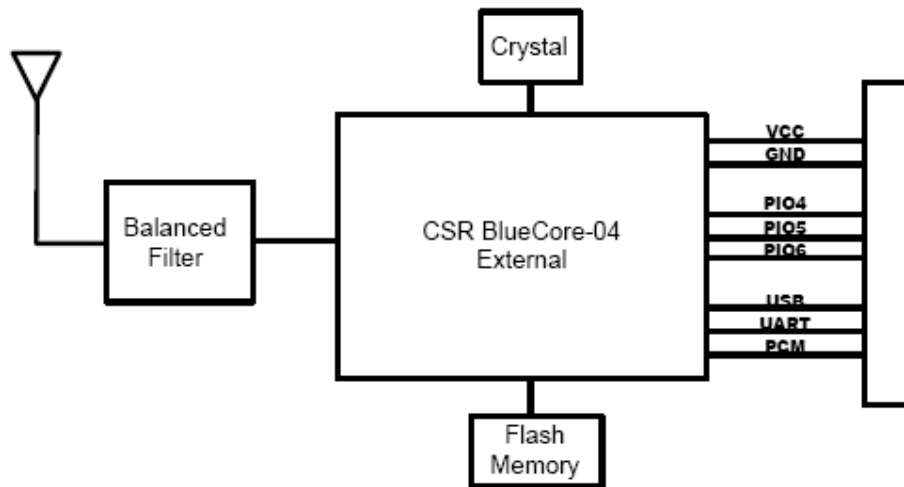 Crystal
Balanced
Filter
CSR BlueCore-04
External
VCC
GND
PIO4
PIO5
PIO6
USB
UART
PCM
Flash
Memory